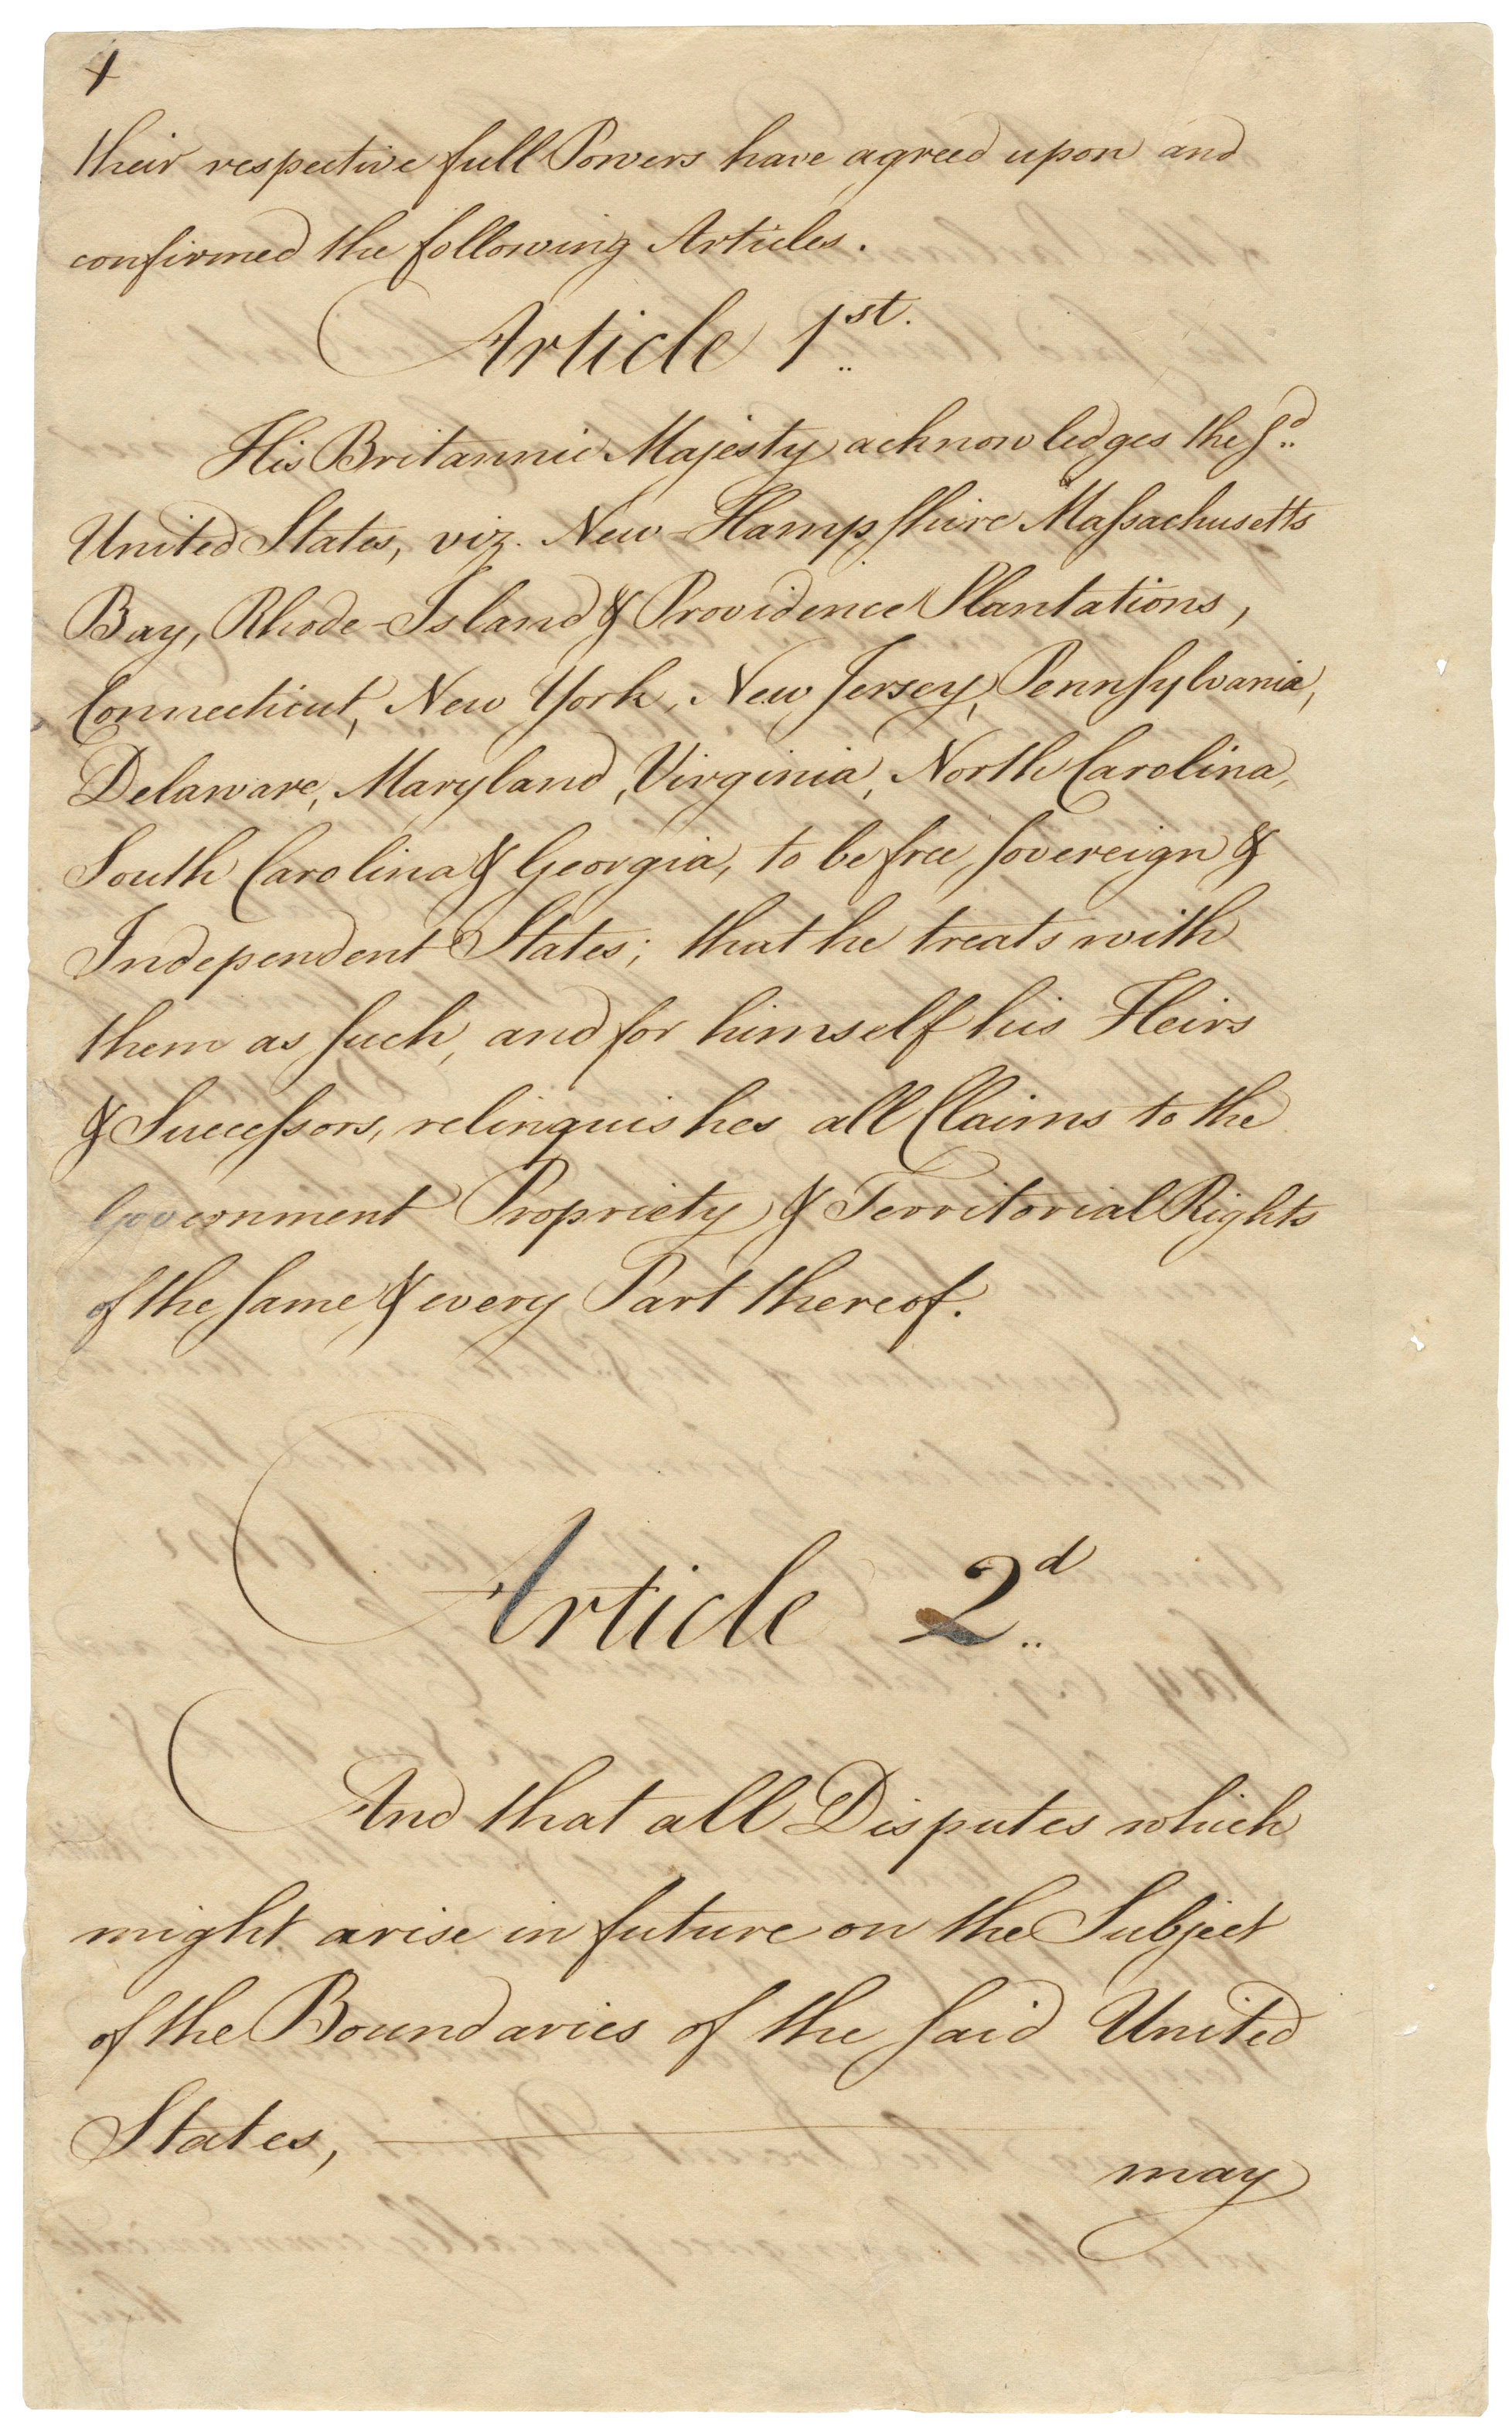 their respective full Powers have agreed upon and
confirmed the following Articles.
Article 1st.
His Britannic Majesty acknowledges the sd.
United States, viz. New-Hampshire Massachusetts
Bay, Rhode-Island & Providence Plantations,
Connecticut, New York, New Jersey, Pennsylvania,
Delaware, Maryland, Virginia, North Carolina,
South Carolina & Georgia, to be free sovereign &
Independent States; that he treats with
them as such, and for himself his Heirs
& Successors, relinquishes all Claims to the
Government Propriety & Territorial Rights
of the same & every Part thereof.
Article 2d
And that all Disputes which
might arise in future on the Subject
of the Boundaries of the said United
States,
may